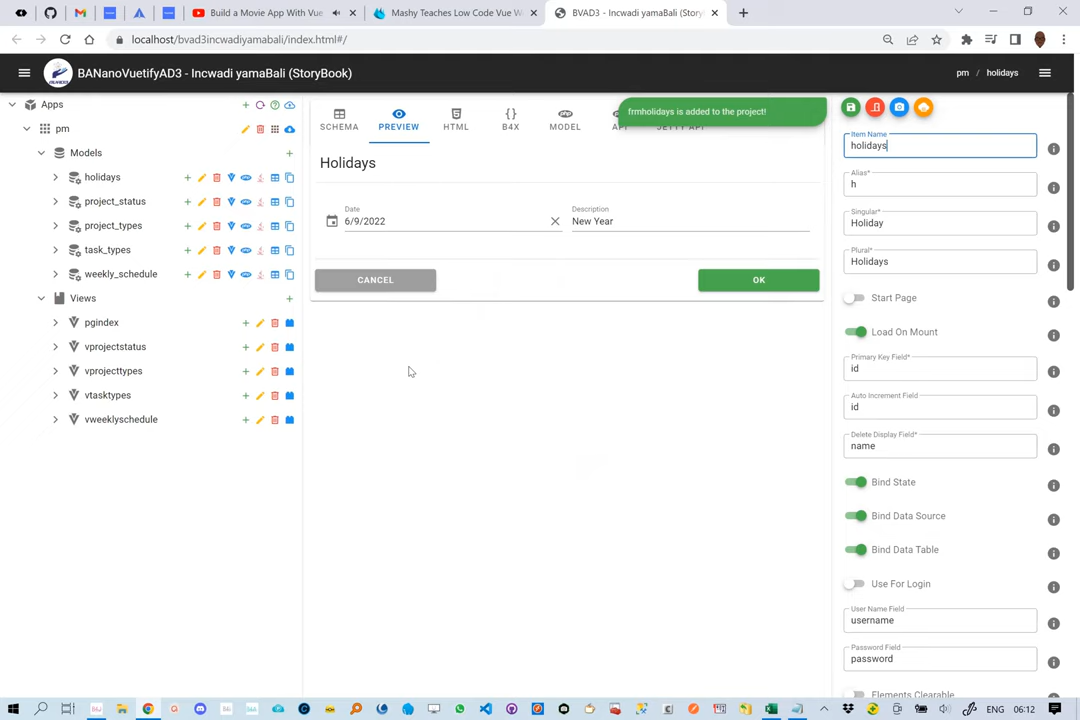 Build a Movie App With Vue
Mashy Teaches Low Code Vue W
BVAD3 - Incwadi yamaBali (Story
localhost/bvad3incwadiyamabali/index.html#/
BANanoVuetifyAD3 - Incwadi yamaBali (StoryBook)
pm / holidays
Apps
pm
Models
holidays
project_status
project_types
task_types
weekly_schedule
Views
pgindex
vprojectstatus
vprojecttypes
vtasktypes
vweeklyschedule
SCHEMA
PREVIEW
HTML
B4X
MODEL
frmholidays is added to the project!
Holidays
Date
6/9/2022
Description
New Year
CANCEL
OK
Item Name
holidays
Alias*
h
Singular*
Holiday
Plural*
Holidays
Start Page
Load On Mount
Primary Key Field*
id
Auto Increment Field
id
Delete Display Field*
name
Bind State
Bind Data Source
Bind Data Table
Use For Login
User Name Field
username
Password Field
password
Elements Clearable
ENG
06:12